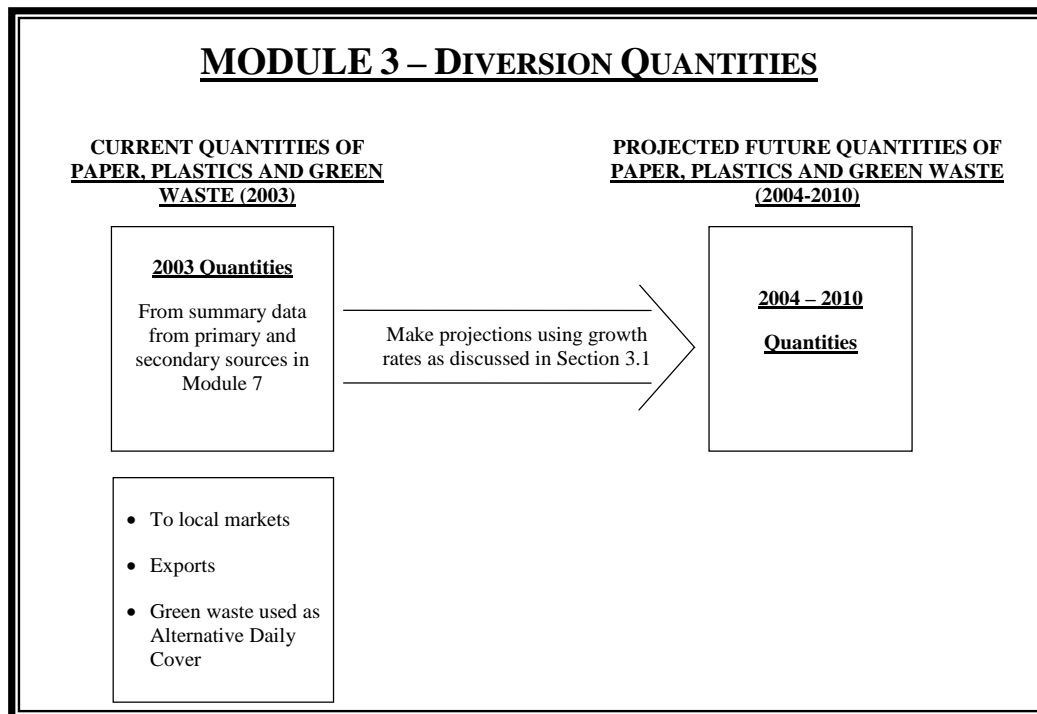 MODULE 3 – DIVERSION QUANTITIES
CURRENT QUANTITIES OF
PAPER, PLASTICS AND GREEN
WASTE (2003)
PROJECTED FUTURE QUANTITIES OF
PAPER, PLASTICS AND GREEN WASTE
(2004-2010)
2003 Quantities
From summary data
from primary and
secondary sources in
Module 7
Make projections using growth
rates as discussed in Section 3.1
2004 – 2010
Quantities
• To local markets
• Exports
• Green waste used as
Alternative Daily
Cover